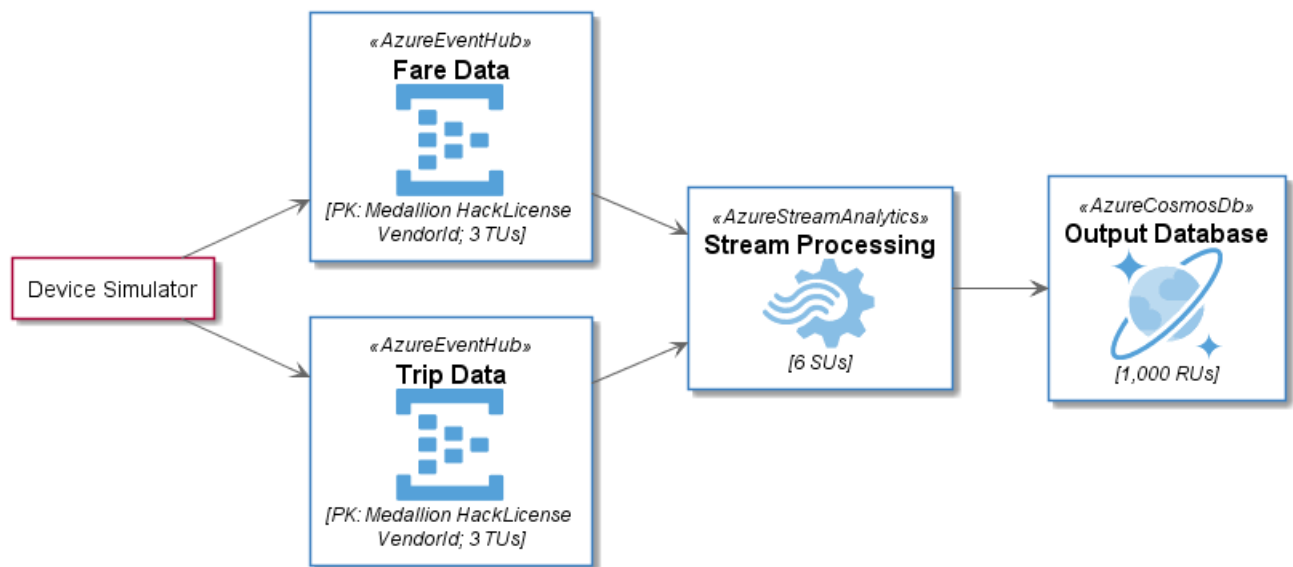 Device Simulator
«AzureEventHub»
Fare Data
[PK: Medallion HackLicense
VendorId; 3 TUs]
«AzureEventHub»
Trip Data
[PK: Medallion HackLicense
VendorId; 3 TUs]
«AzureStreamAnalytics»
Stream Processing
[6 SUs]
«AzureCosmosDb»
Output Database
[1,000 RUs]